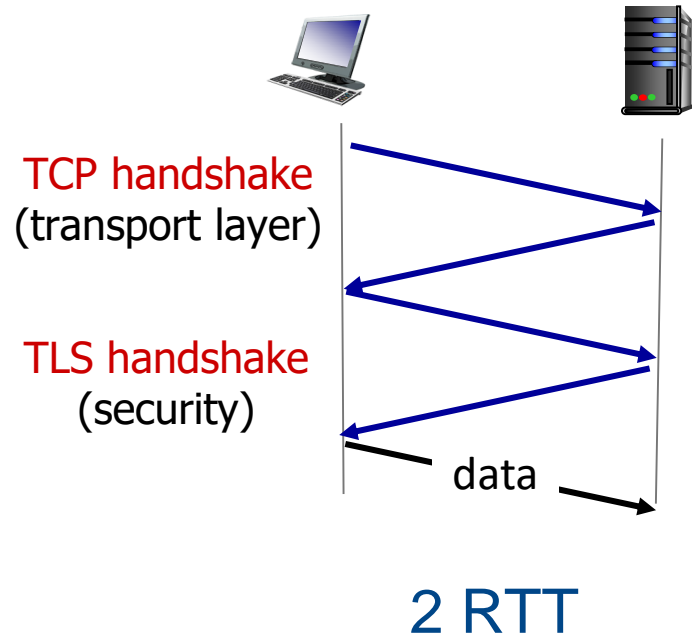 TCP handshake
(transport layer)
TLS handshake
(security)
data
2 RTT